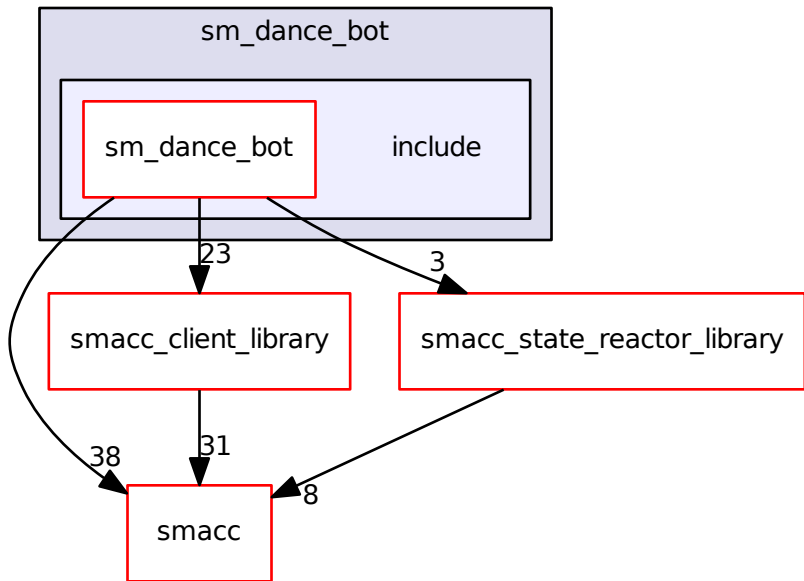 sm_dance_bot
sm_dance_bot
include
23
3
smacc_client_library
smacc_state_reactor_library
38
31
8
smacc